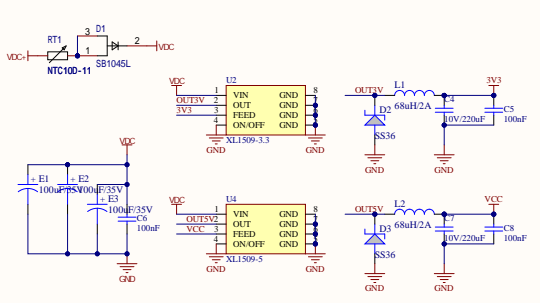 RT1
D1
3
2
VDC+
1
VDC
NTC10D-11
SB1045L
VDC
U2
OUT3V
3V3
1
2
3
4
VIN
OUT
FEED
ON/OFF
GND
GND
GND
GND
8
XL1509-3.3
GND
GND
OUT3V
L1
68uH/2A
3V3
D2
SS36
C4
10V/220uF
C5
100nF
GND
GND
VDC
+ E1
100uF/35V
+ E2
100uF/35V
+ E3
100uF/35V
C6
100nF
GND
VDC
U4
OUT5V
VCC
1
2
3
4
VIN
OUT
FEED
ON/OFF
GND
GND
GND
GND
8
XL1509-5
GND
GND
OUT5V
L2
68uH/2A
VCC
D3
SS36
C7
10V/220uF
C8
100nF
GND
GND